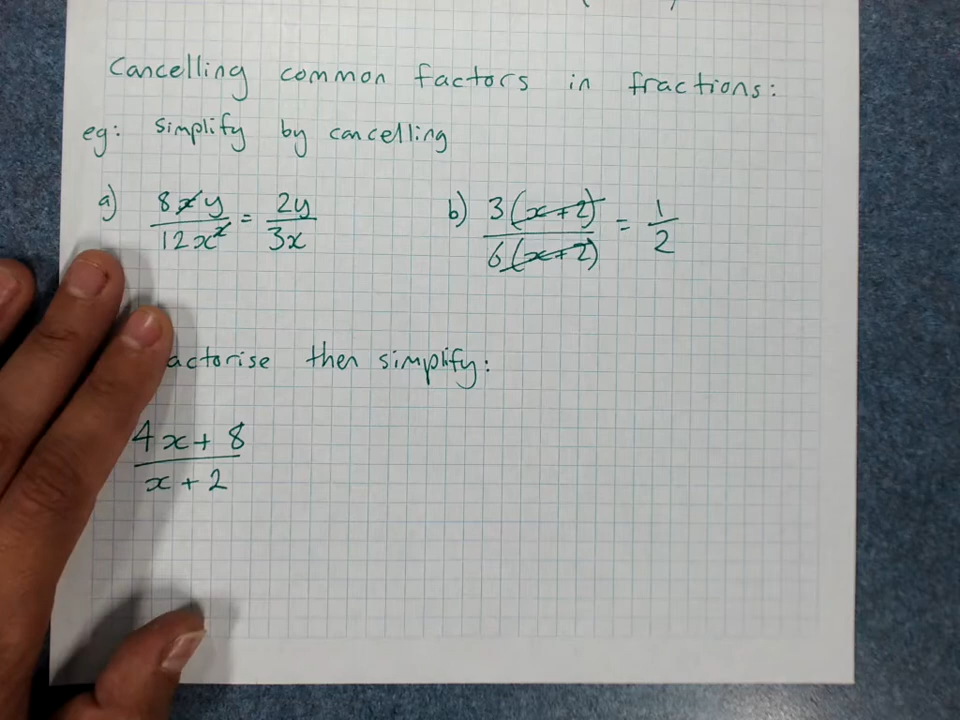 Cancelling common factors in fractions:
eg: simplify by cancelling
a) 8xy/12x² = 2y/3x b) 3(x+2)/6(x+2) = 1/2
actorise then simplify:
4x + 8
x + 2